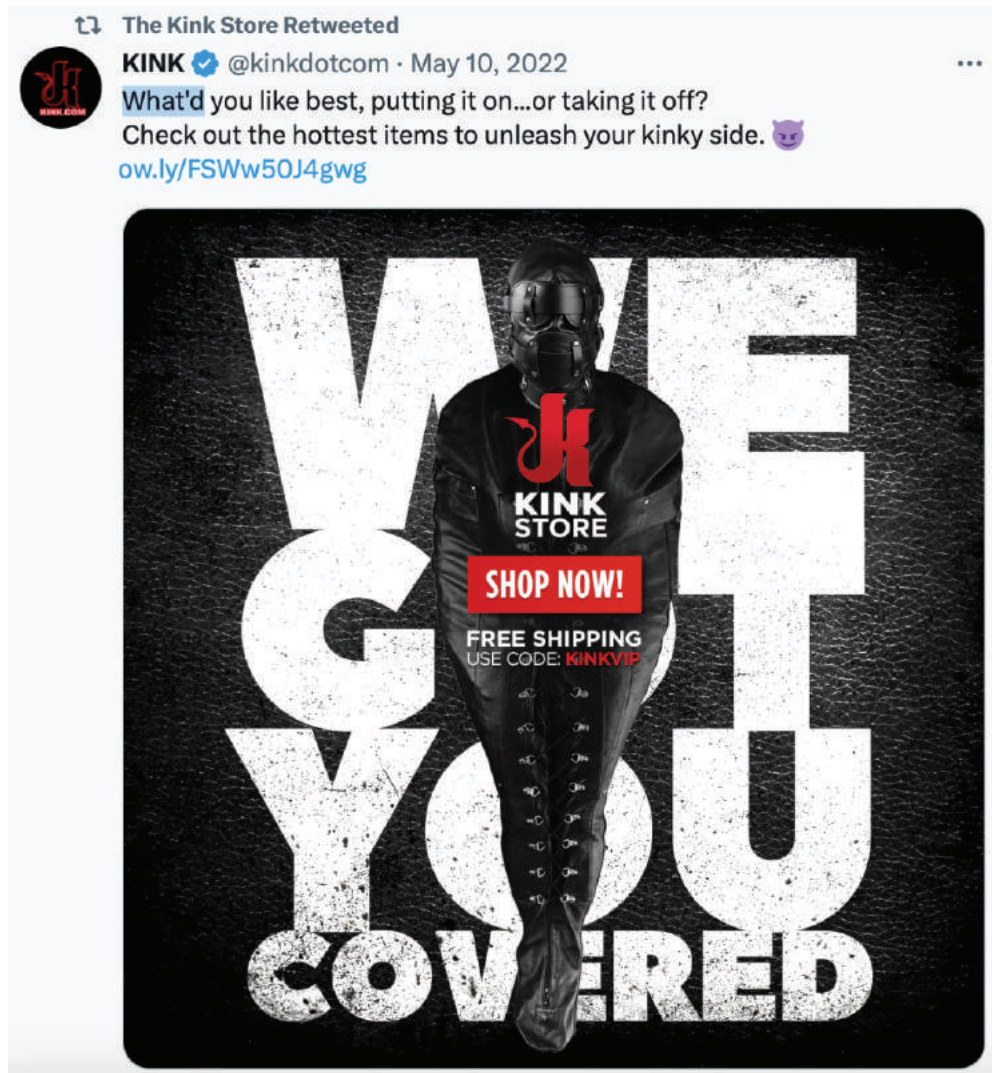 The Kink Store Retweeted
KINK @kinkdotcom · May 10, 2022
What'd you like best, putting it on...or taking it off?
Check out the hottest items to unleash your kinky side. 😈
ow.ly/FSWw50J4gwg
KINK.COM
WE
GOT
YOU
COVERED
k
KINK
STORE
SHOP NOW!
FREE SHIPPING
USE CODE: KINKVIP